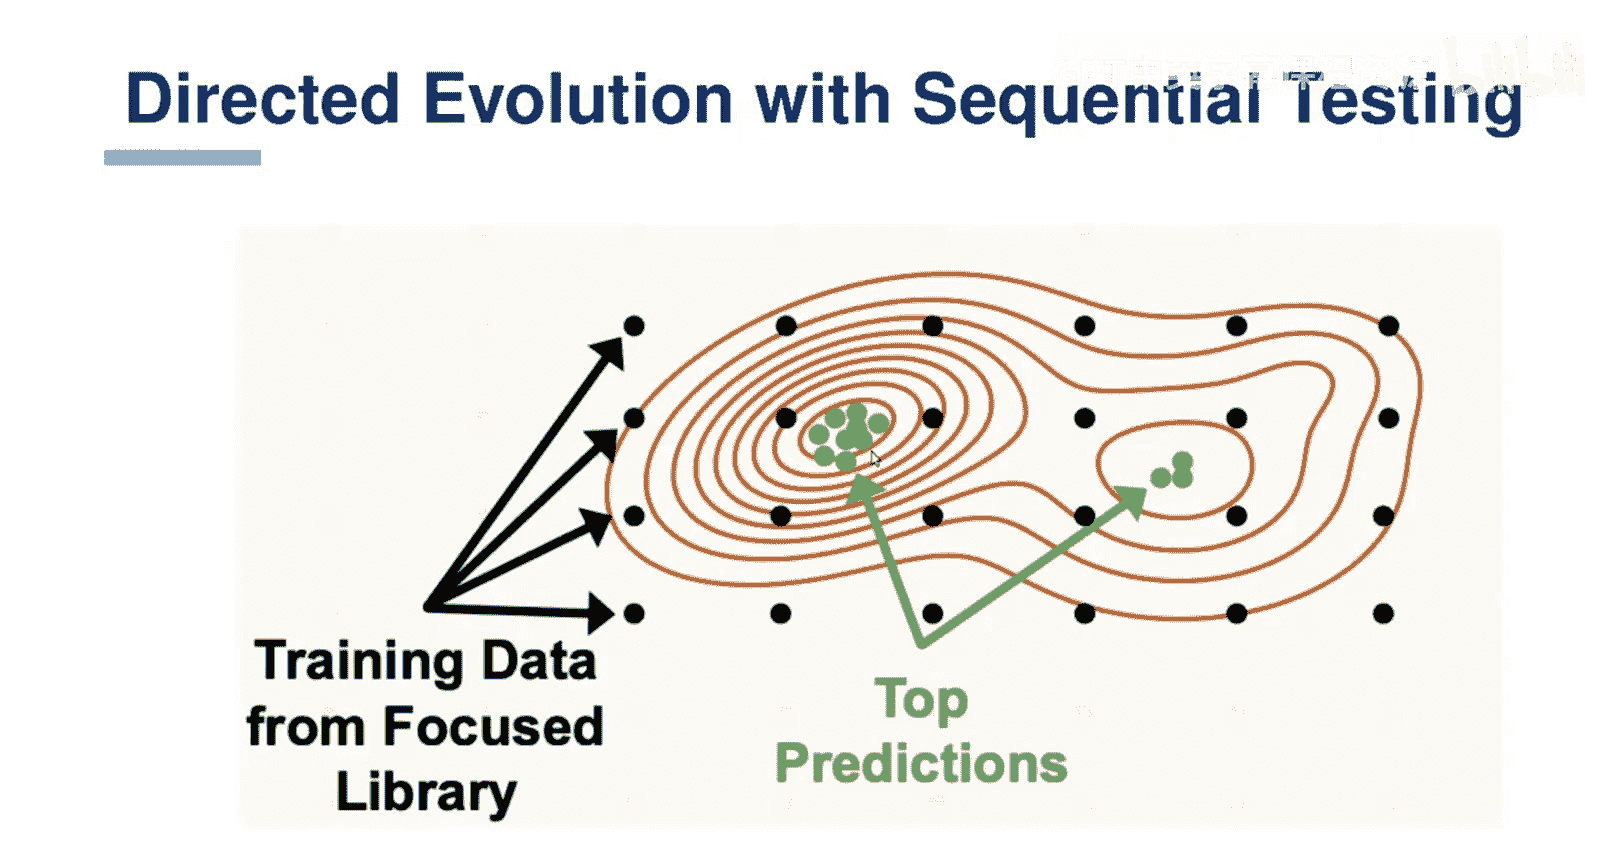 Directed Evolution with Sequential Testing
Training Data
from Focused
Library
Top
Predictions